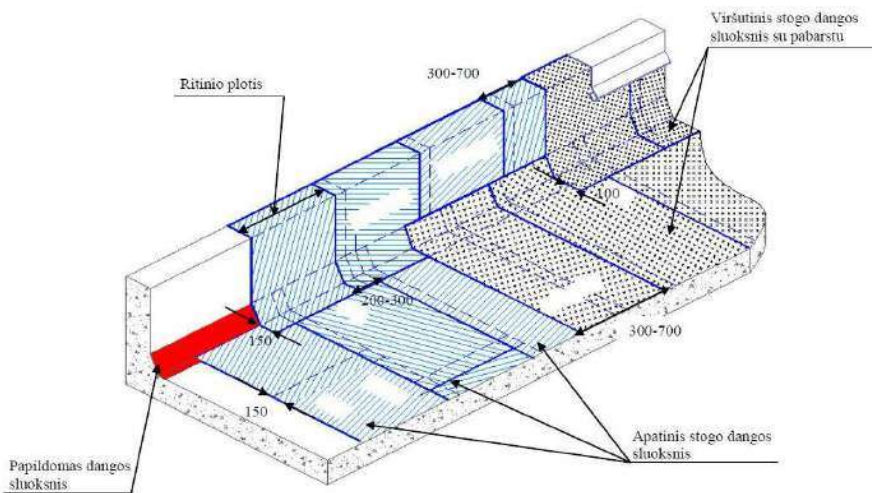 Viršutinis stogo dangos
sluoksnis su pabarstu
300-700
Ritinio plotis
100
200-300
150
300-700
150
Apatinis stogo dangos
sluoksnis
Papildomas dangos
sluoksnis